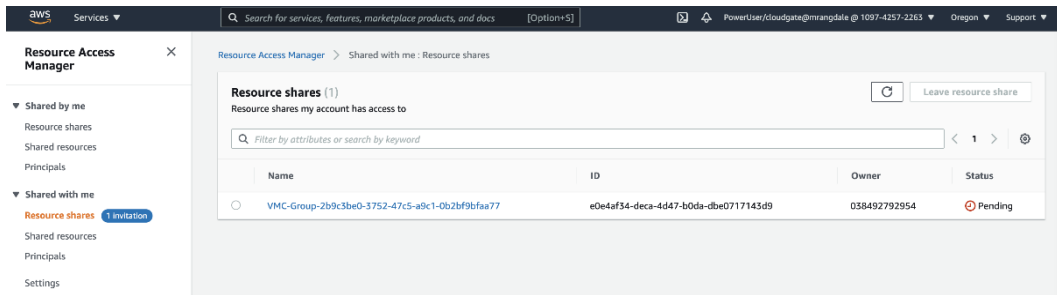 aws Services ▼ Search for services, features, marketplace products, and docs [Option+S] PowerUser/cloudgate@mrangdale @ 1097-4257-2263 ▼ Oregon ▼ Support ▼
Resource Access Manager
Shared by me
Resource shares
Shared resources
Principals
Shared with me
Resource shares 1 invitation
Shared resources
Principals
Settings
Resource Access Manager > Shared with me : Resource shares
Resource shares (1)
Resource shares my account has access to
Leave resource share
Filter by attributes or search by keyword
< 1 >
Name ID Owner Status
VMC-Group-2b9c3be0-3752-47c5-a9c1-0b2bf9bfaa77 e0e4af34-deca-4d47-b0da-dbe0717143d9 038492792954 Pending